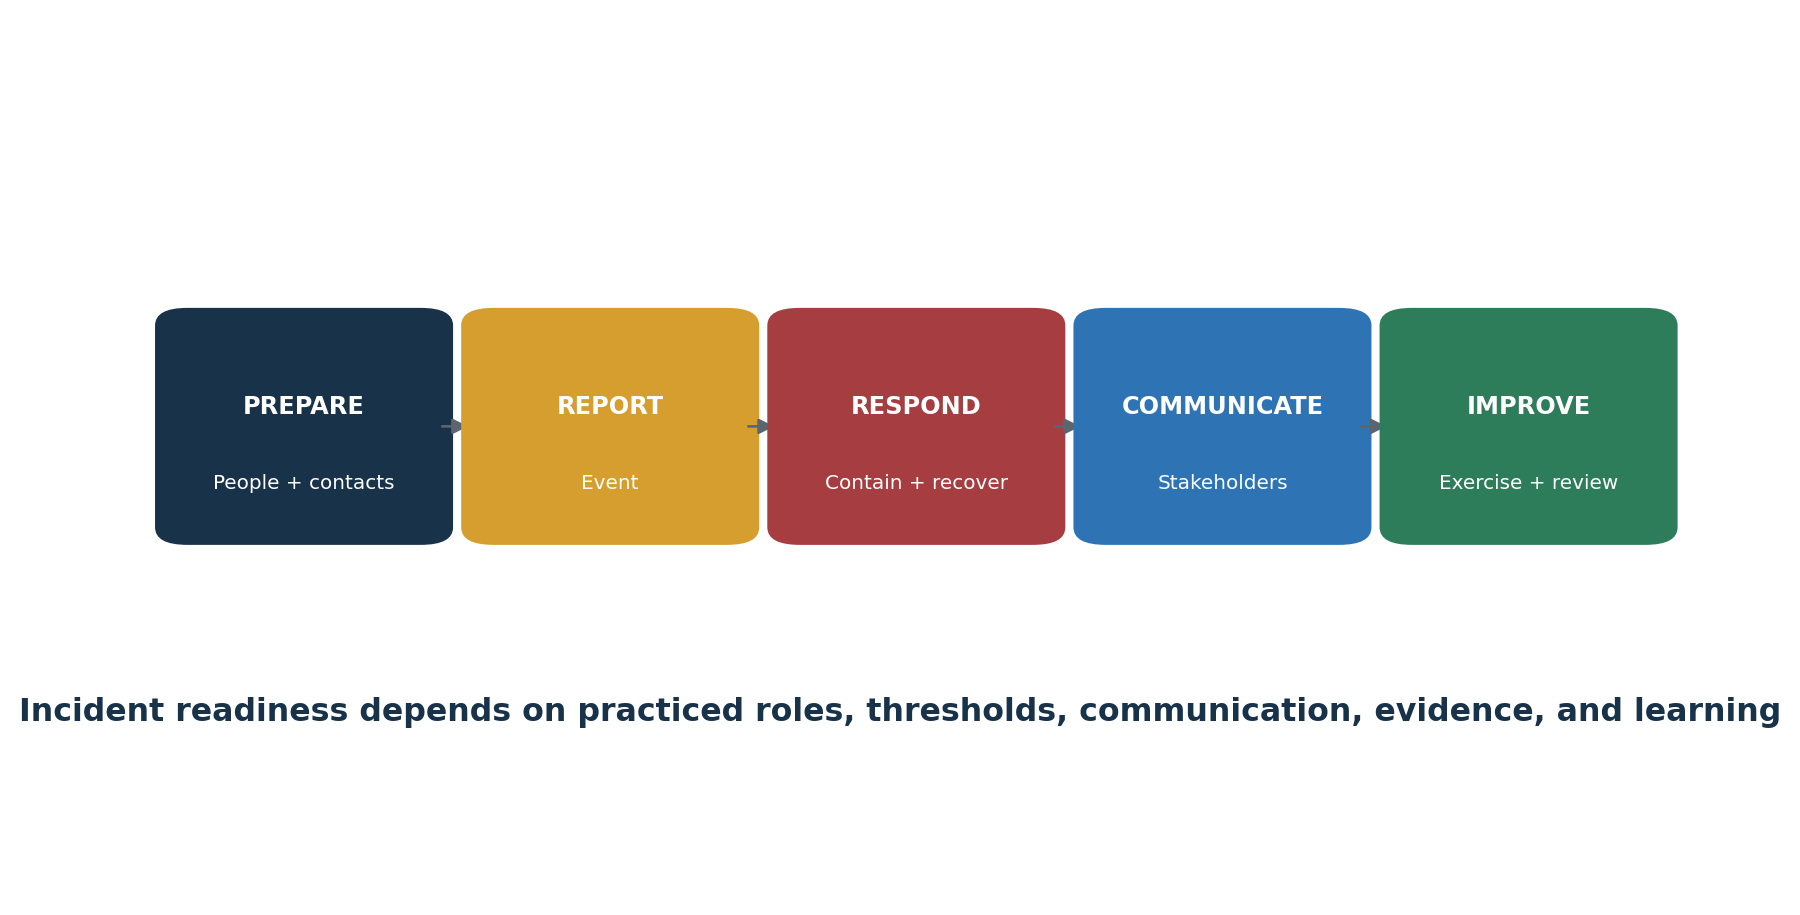 PREPARE
People + contacts
REPORT
Event
RESPOND
Contain + recover
COMMUNICATE
Stakeholders
IMPROVE
Exercise + review
Incident readiness depends on practiced roles, thresholds, communication, evidence, and learning